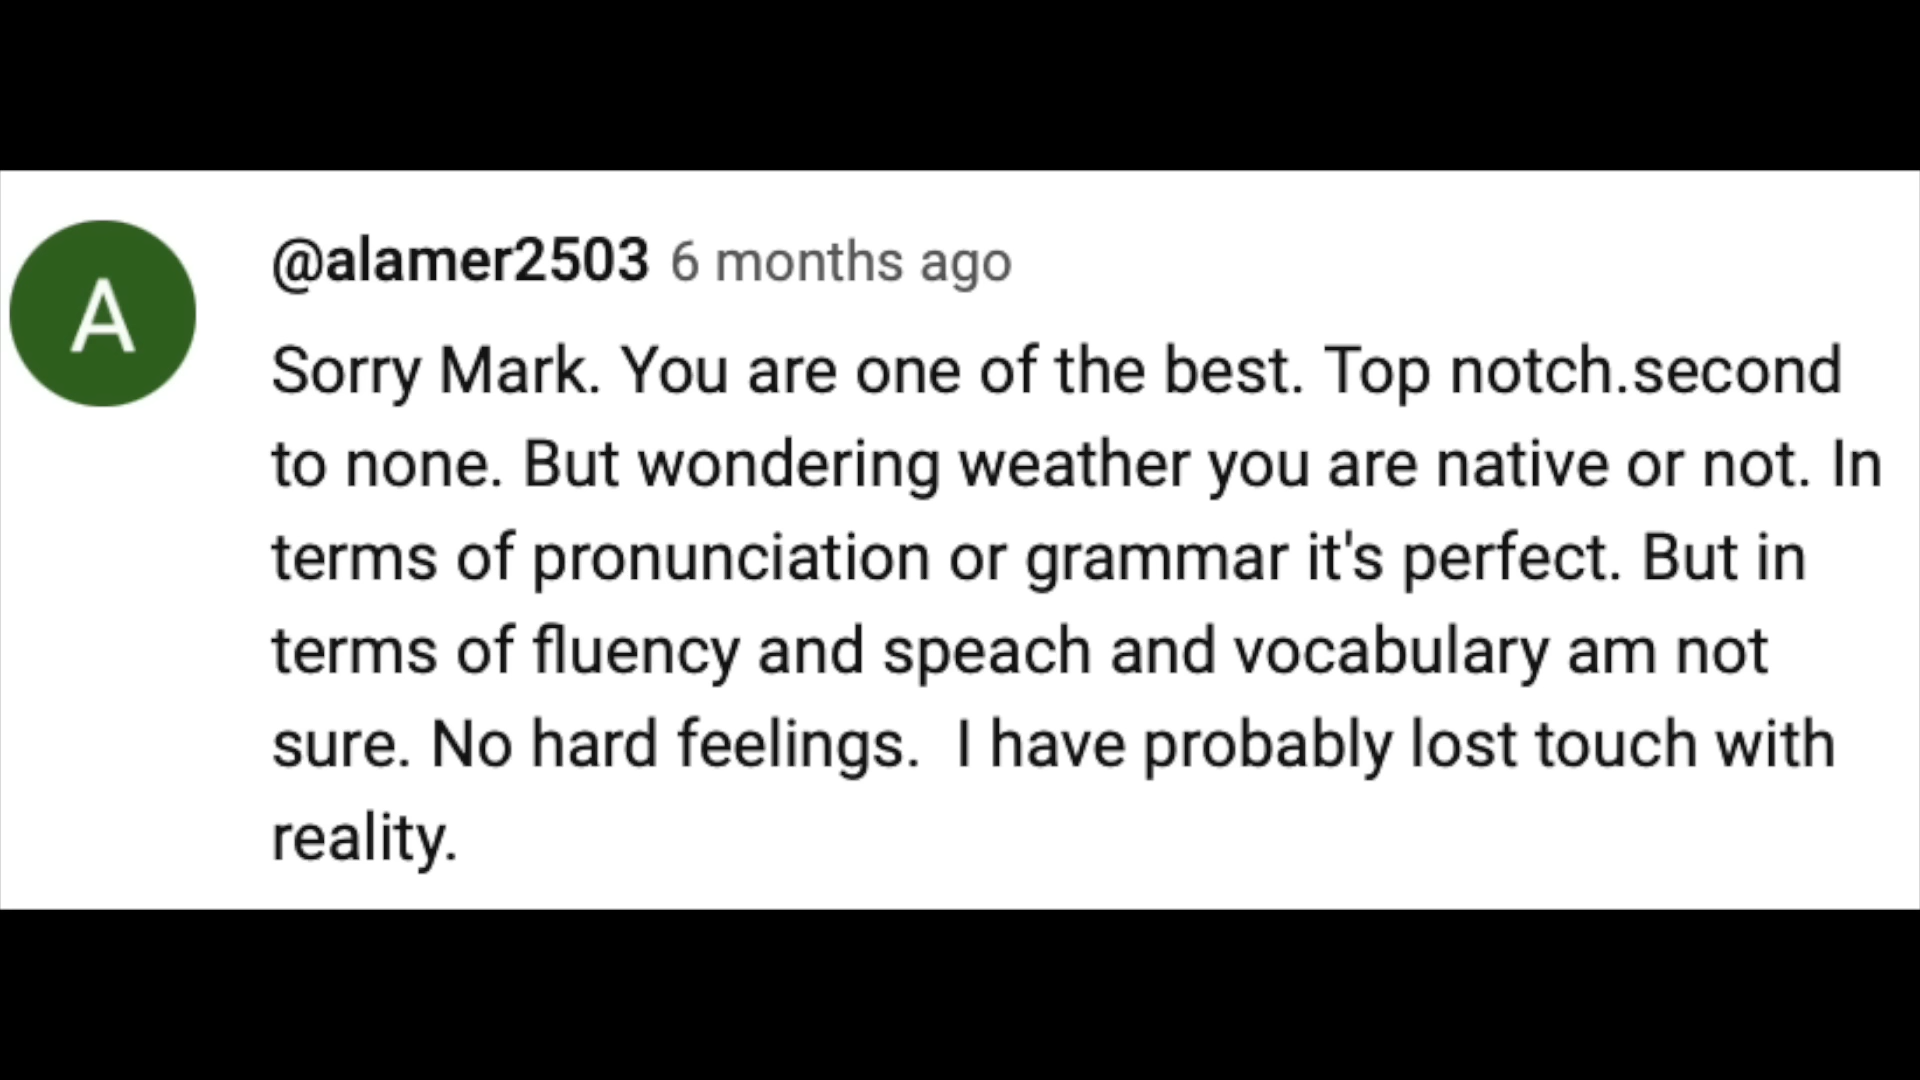 A
@alamer2503 6 months ago
Sorry Mark. You are one of the best. Top notch.second
to none. But wondering weather you are native or not. In
terms of pronunciation or grammar it's perfect. But in
terms of fluency and speach and vocabulary am not
sure. No hard feelings.  I have probably lost touch with
reality.